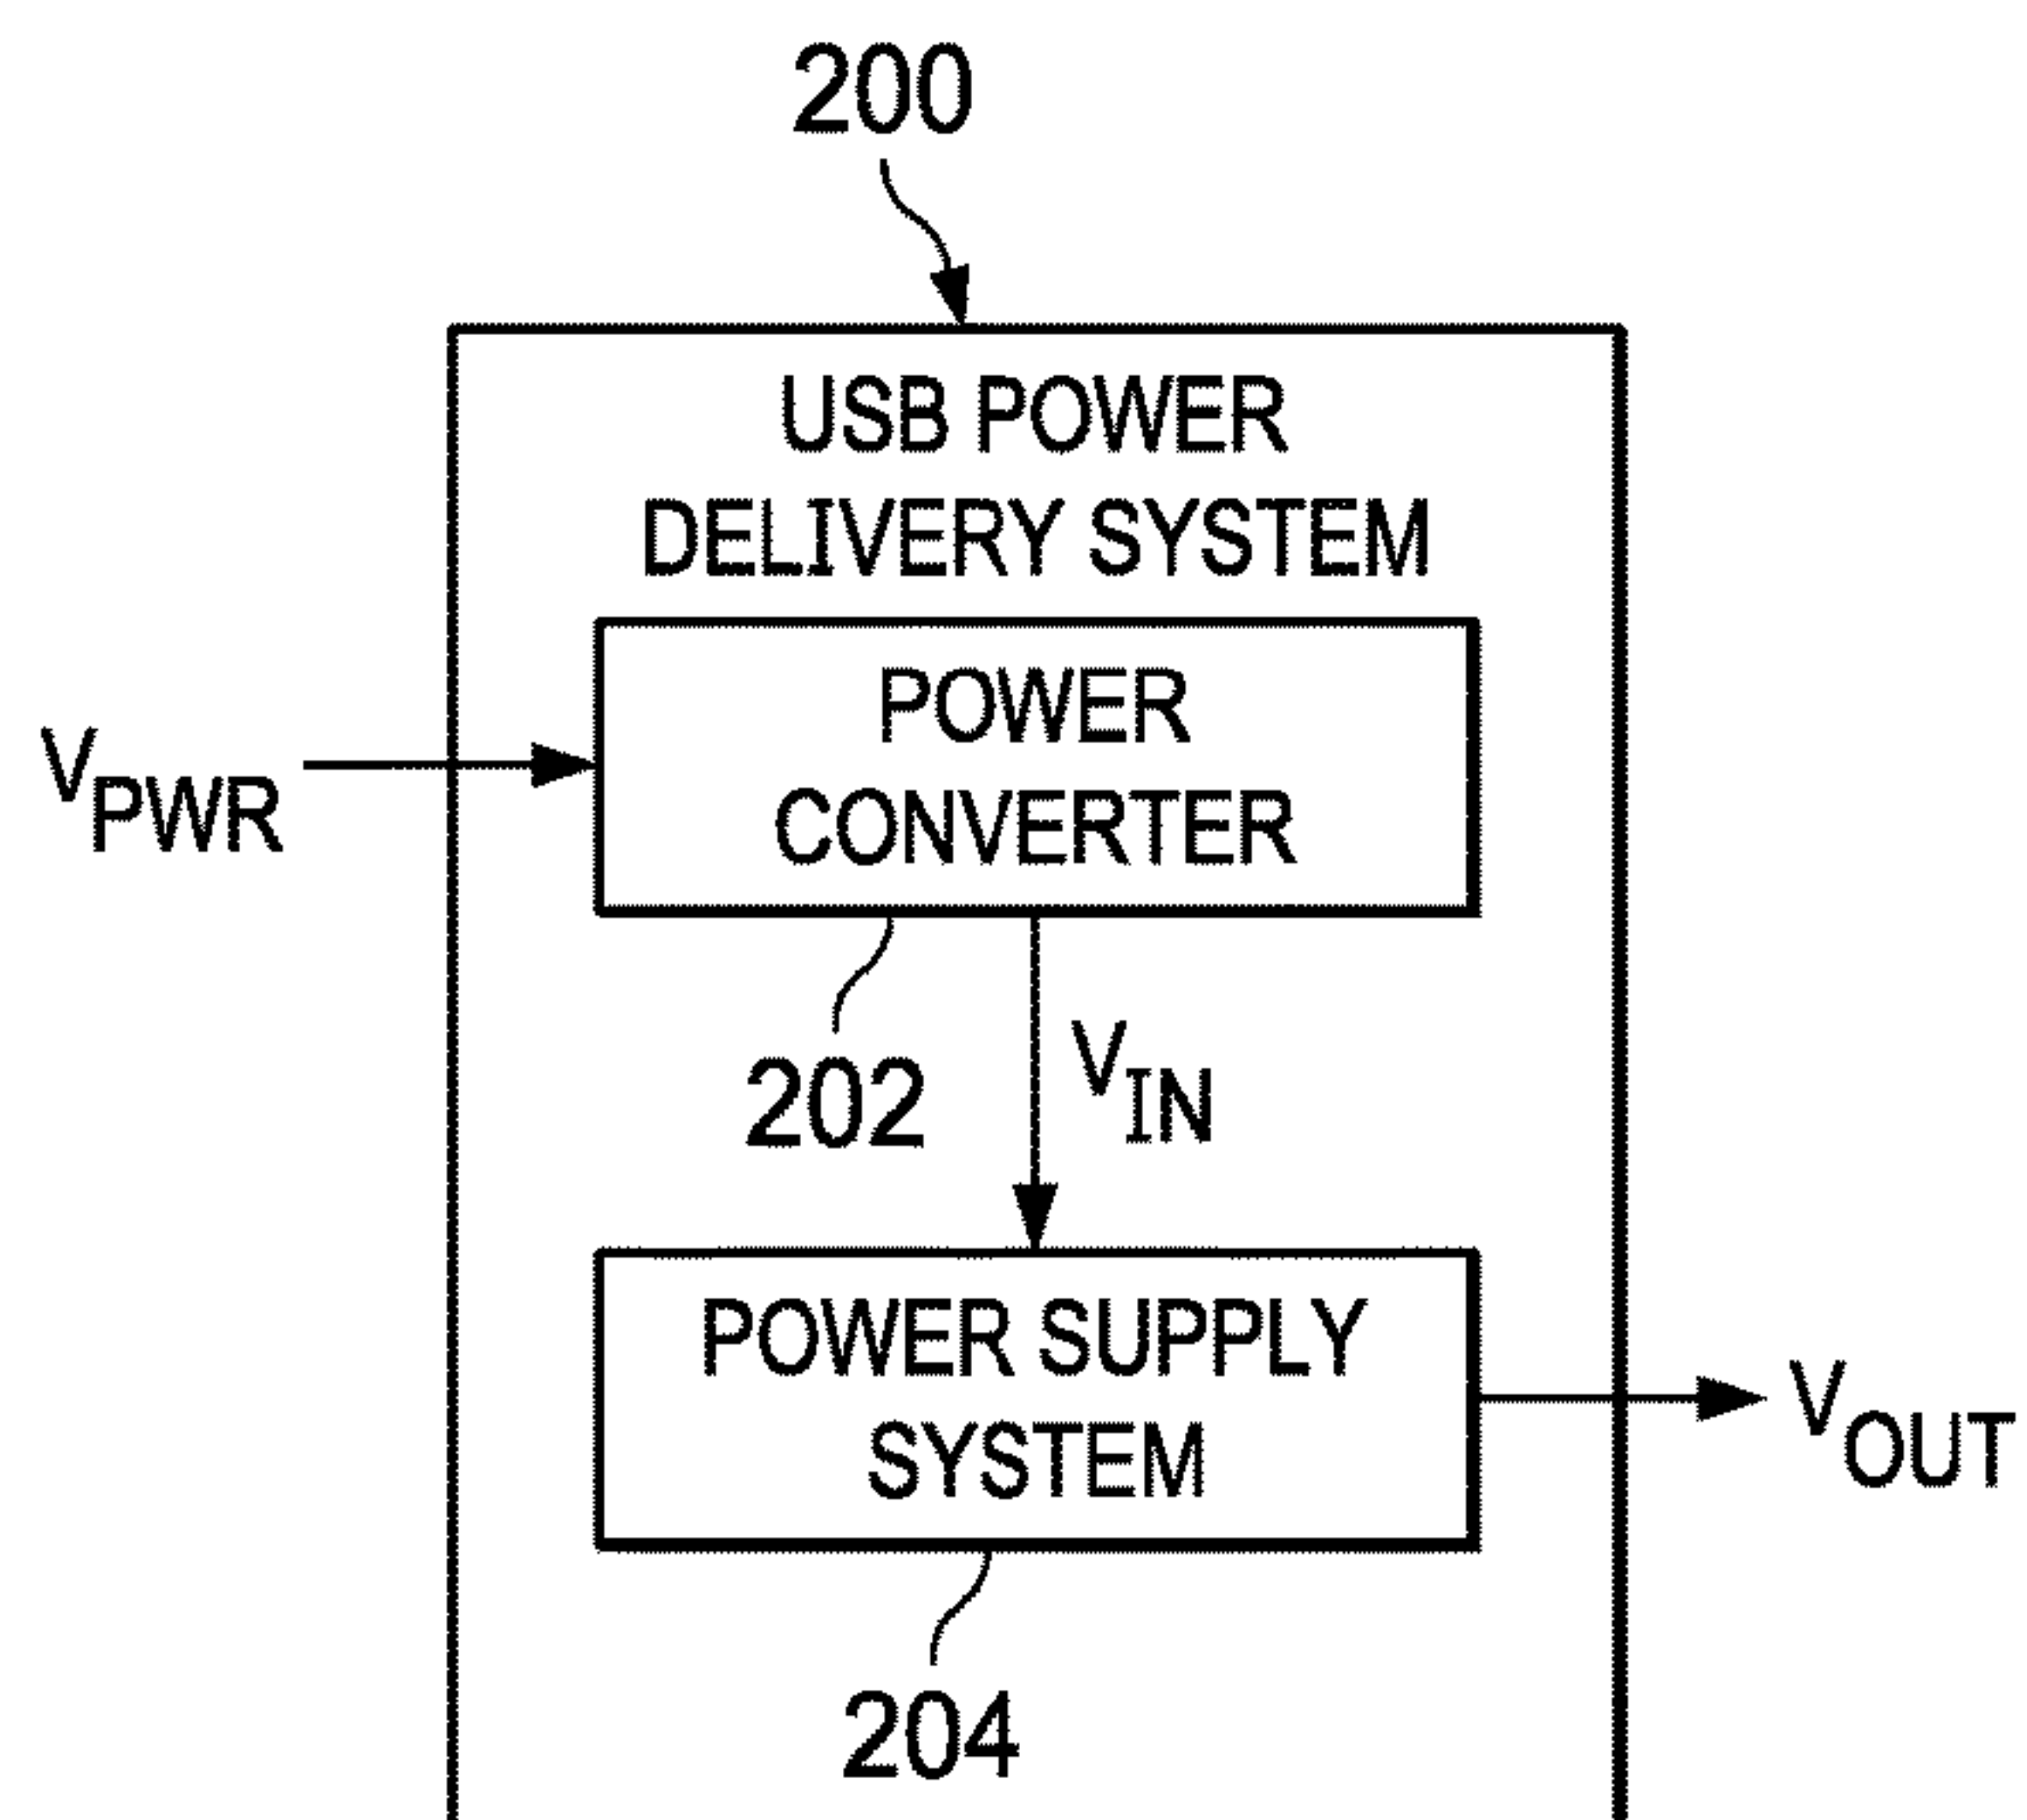 200
USB POWER
DELIVERY SYSTEM
POWER
CONVERTER
VPWR
202
VIN
POWER SUPPLY
SYSTEM
VOUT
204